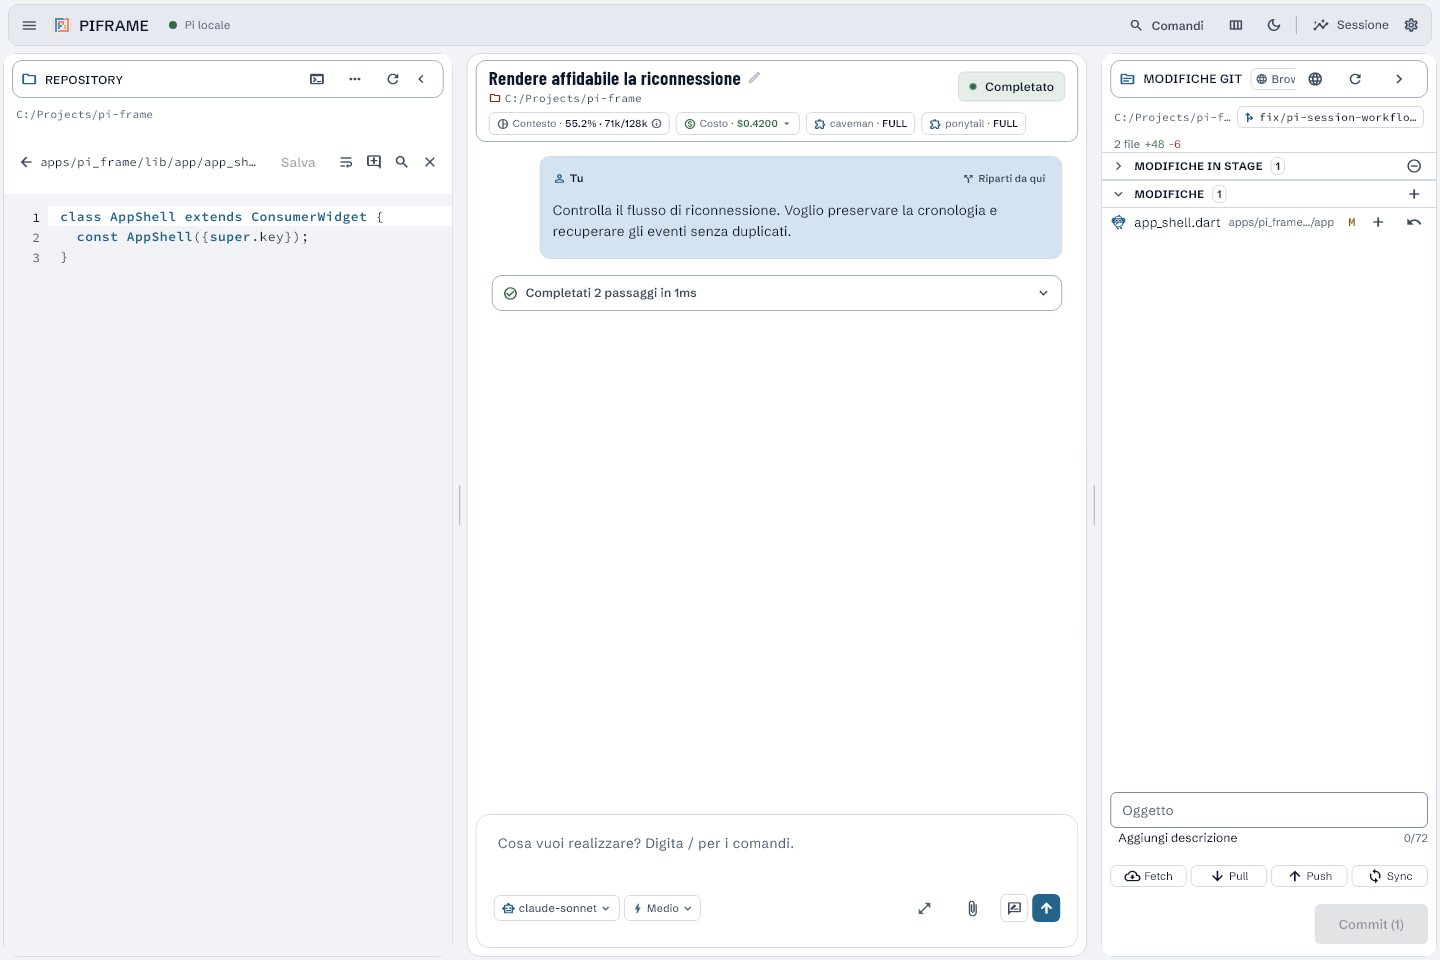 PIFRAME
Pi locale
Comandi
Sessione
REPOSITORY
C:/Projects/pi-frame
apps/pi_frame/lib/app/app_sh…
Salva
1 class AppShell extends ConsumerWidget {
2 const AppShell({super.key});
3 }
Rendere affidabile la riconnessione
C:/Projects/pi-frame
Completato
Contesto · 55.2% · 71k/128k
Costo · $0.4200
caveman · FULL
ponytail · FULL
Tu
Riparti da qui
Controlla il flusso di riconnessione. Voglio preservare la cronologia e
recuperare gli eventi senza duplicati.
Completati 2 passaggi in 1ms
Cosa vuoi realizzare? Digita / per i comandi.
claude-sonnet
Medio
MODIFICHE GIT
Brow
C:/Projects/pi-f…
fix/pi-session-workflo…
2 file +48 -6
MODIFICHE IN STAGE 1
MODIFICHE 1
app_shell.dart apps/pi_frame…/app M
Oggetto
Aggiungi descrizione
0/72
Fetch
Pull
Push
Sync
Commit (1)